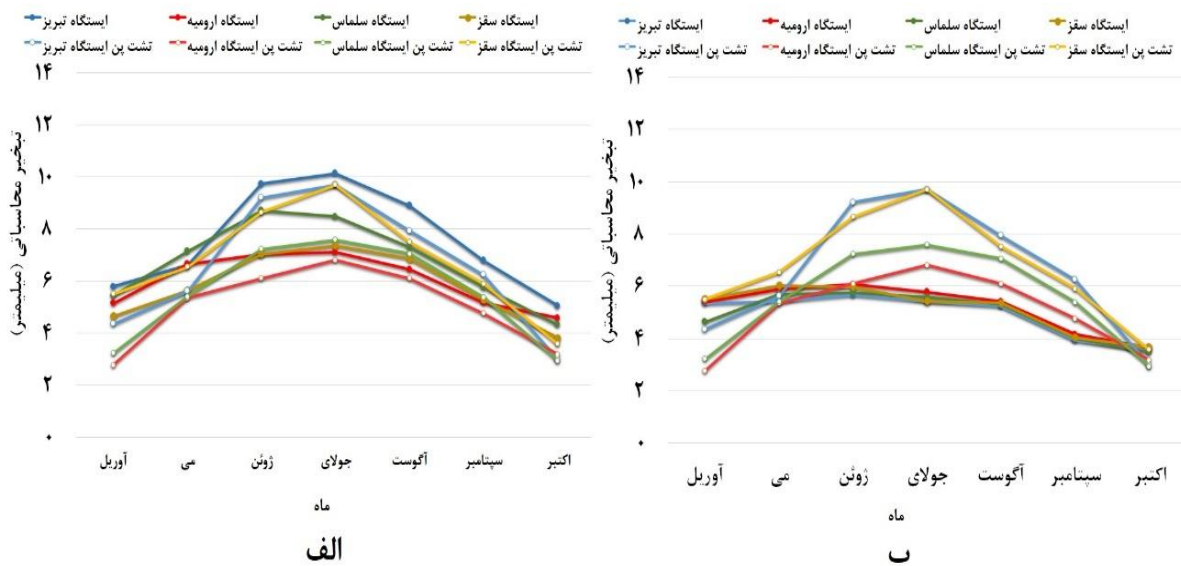 ایستگاه تبریز ایستگاه ارومیه ایستگاه سلماس ایستگاه سقز
تشت پن ایستگاه تبریز تشت پن ایستگاه ارومیه تشت پن ایستگاه سلماس تشت پن ایستگاه سقز
تبخیر محاسباتی (میلیمتر)
۱۴
۱۲
۱۰
۸
۶
۴
۲
۰
آوریل می ژوئن جولای آگوست سپتامبر اکتبر
ماه
الف
ایستگاه تبریز ایستگاه ارومیه ایستگاه سلماس ایستگاه سقز
تشت پن ایستگاه تبریز تشت پن ایستگاه ارومیه تشت پن ایستگاه سلماس تشت پن ایستگاه سقز
تبخیر محاسباتی (میلیمتر)
۱۴
۱۲
۱۰
۸
۶
۴
۲
۰
آوریل می ژوئن جولای آگوست سپتامبر اکتبر
ماه
ب